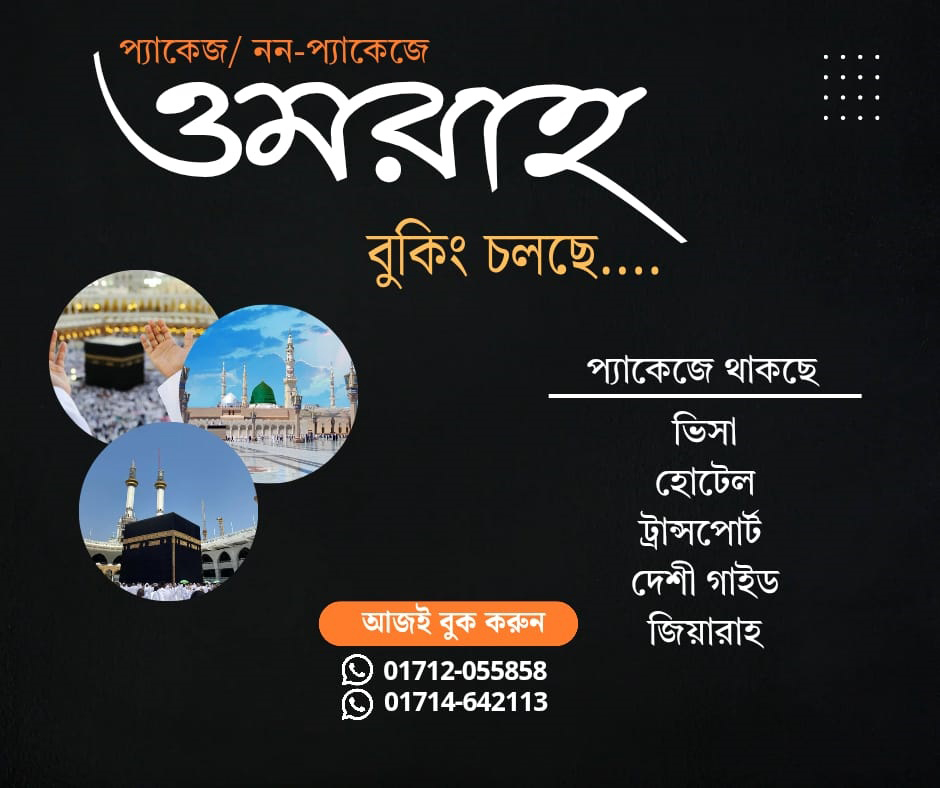 প্যাকেজ/ নন-প্যাকেজে
ওমরাহ
বুকিং চলছে....
প্যাকেজে থাকছে
ভিসা
হোটেল
ট্রান্সপোর্ট
দেশী গাইড
জিয়ারাহ
আজই বুক করুন
01712-055858
01714-642113